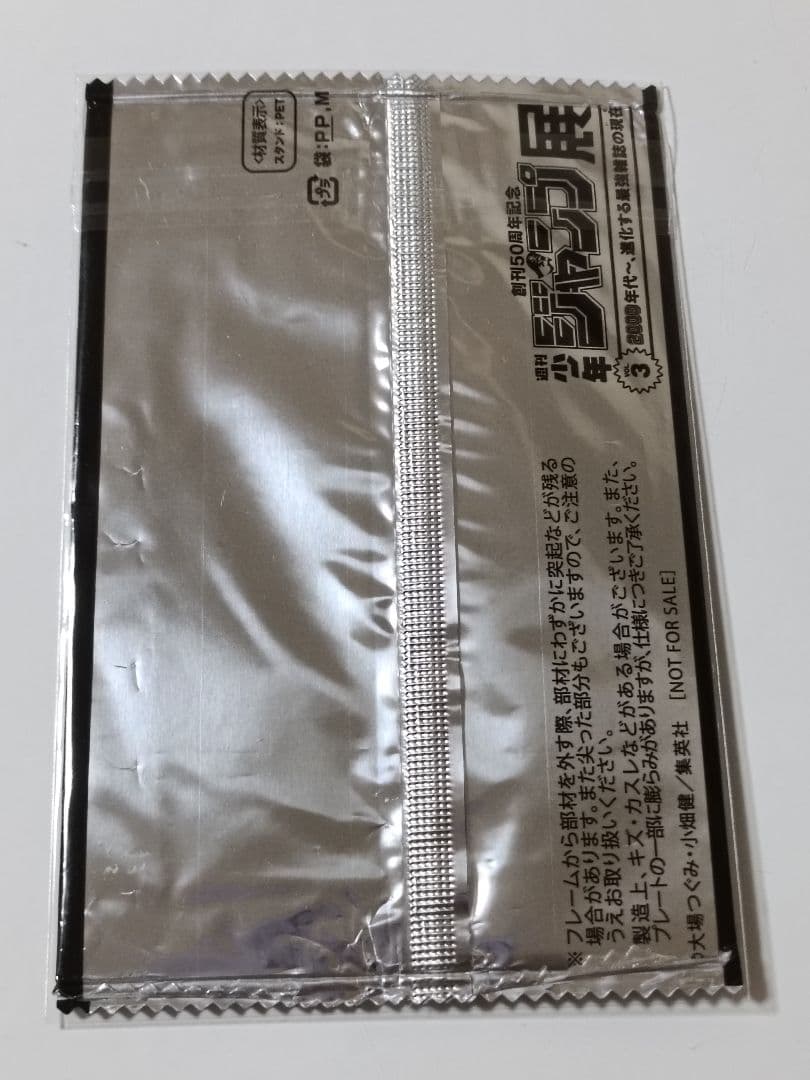 創刊50周年記念
週刊
少年
ジャンプ展
VOL.
3
2000年代〜、進化する最強雑誌の現在
<材質表示>
スタンド:PET
プラ
袋:PP,M
※フレームから部材を外す際、部材にわずかに突起などが残る
場合があります。また尖った部分もございますので、ご注意の
うえお取り扱いください。
製造上、キズ・カスレなどがある場合がございます。また、
プレートの一部に膨らみがありますが、仕様につきご了承ください。
©大場つぐみ・小畑健／集英社 [NOT FOR SALE]